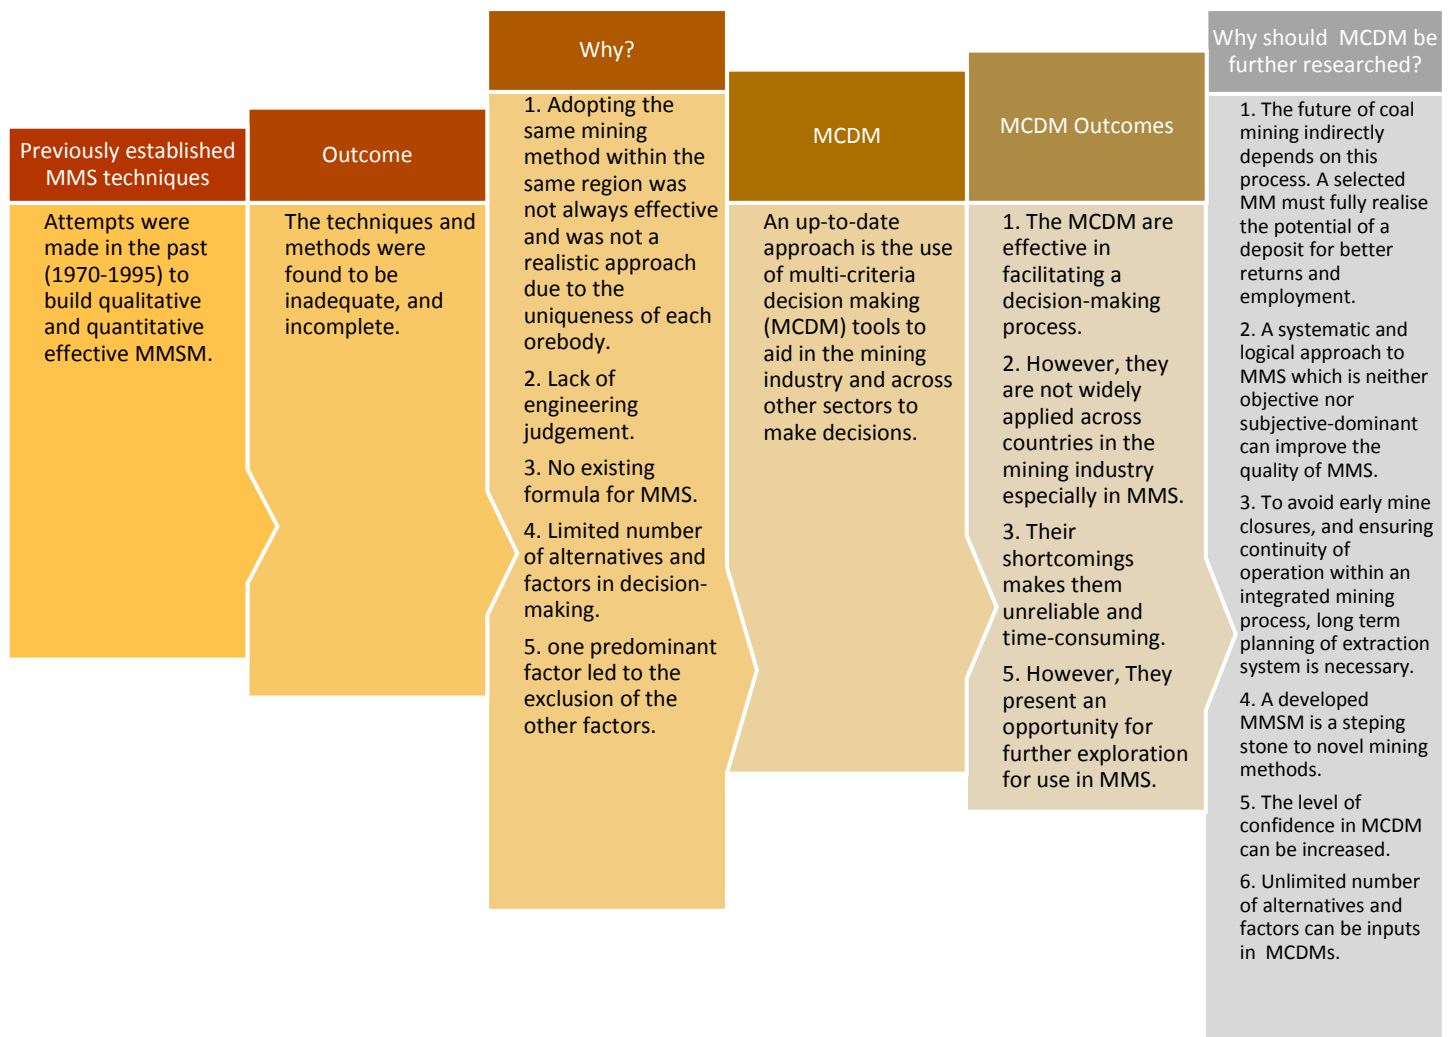 Previously established
MMS techniques
Attempts were
made in the past
(1970-1995) to
build qualitative
and quantitative
effective MMSM.
Outcome
The techniques and
methods were
found to be
inadequate, and
incomplete.
Why?
1. Adopting the
same mining
method within the
same region was
not always effective
and was not a
realistic approach
due to the
uniqueness of each
orebody.
2. Lack of
engineering
judgement.
3. No existing
formula for MMS.
4. Limited number
of alternatives and
factors in decision-
making.
5. one predominant
factor led to the
exclusion of the
other factors.
MCDM
An up-to-date
approach is the use
of multi-criteria
decision making
(MCDM) tools to
aid in the mining
industry and across
other sectors to
make decisions.
MCDM Outcomes
1. The MCDM are
effective in
facilitating a
decision-making
process.
2. However, they
are not widely
applied across
countries in the
mining industry
especially in MMS.
3. Their
shortcomings
makes them
unreliable and
time-consuming.
5. However, They
present an
opportunity for
further exploration
for use in MMS.
Why should MCDM be
further researched?
1. The future of coal
mining indirectly
depends on this
process. A selected
MM must fully realise
the potential of a
deposit for better
returns and
employment.
2. A systematic and
logical approach to
MMS which is neither
objective nor
subjective-dominant
can improve the
quality of MMS.
3. To avoid early mine
closures, and ensuring
continuity of
operation within an
integrated mining
process, long term
planning of extraction
system is necessary.
4. A developed
MMSM is a stepping
stone to novel mining
methods.
5. The level of
confidence in MCDM
can be increased.
6. Unlimited number
of alternatives and
factors can be inputs
in MCDMs.